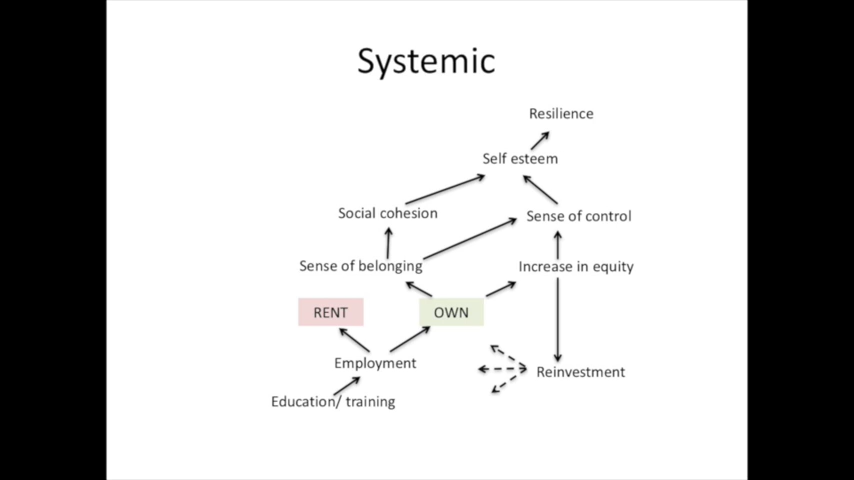 Systemic
Resilience
Self esteem
Social cohesion
Sense of control
Sense of belonging
Increase in equity
RENT
OWN
Employment
Reinvestment
Education/ training